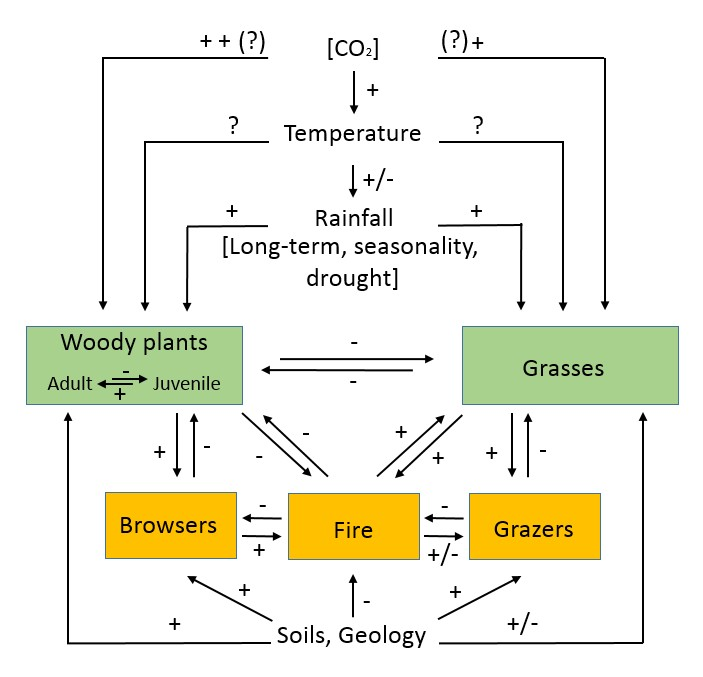 + + (?) [CO₂] (?) +
+
? Temperature ?
+/-
+ Rainfall +
[Long-term, seasonality,
drought]
Woody plants
-
Adult Juvenile
+
Grasses
-
-
+ - - - + + + -
Browsers
-
+
Fire
-
+/-
Grazers
+ - +
+ Soils, Geology +/-